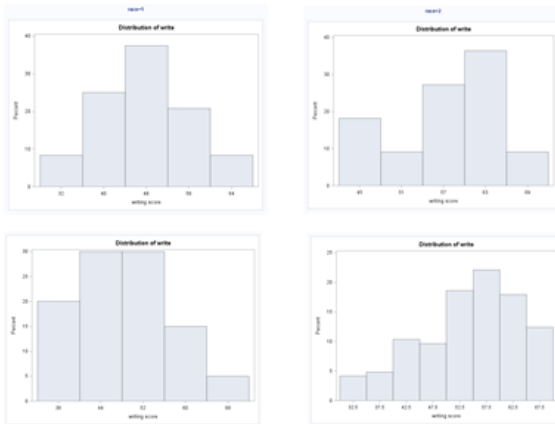 race=1
Distribution of write
40
30
20
10
0
Percent
32 40 48 56 64
writing score
race=2
Distribution of write
40
30
20
10
0
Percent
45 51 57 63 69
writing score
Distribution of write
30
25
20
15
10
5
0
Percent
36 44 52 60 68
writing score
Distribution of write
25
20
15
10
5
0
Percent
32.5 37.5 42.5 47.5 52.5 57.5 62.5 67.5
writing score